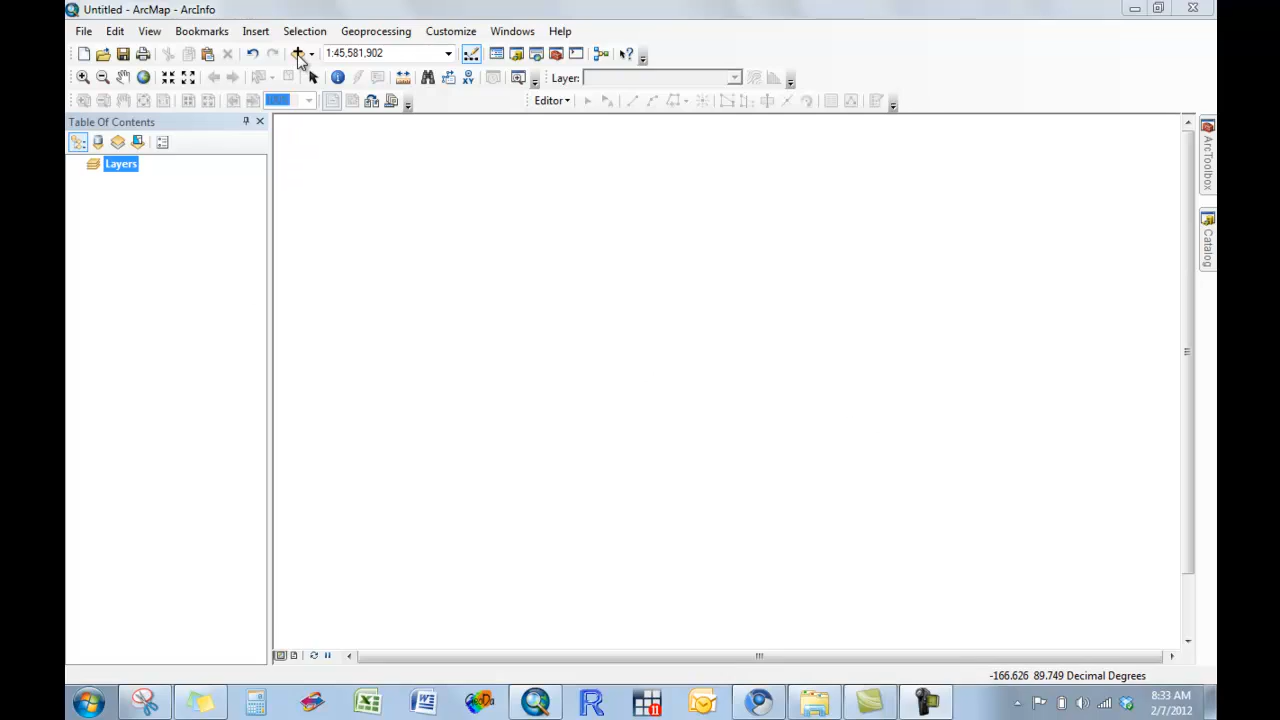 Untitled - ArcMap - ArcInfo
File Edit View Bookmarks Insert Selection Geoprocessing Customize Windows Help
1:45,581,902
Layer:
Editor
Table Of Contents
Layers
ArcToolbox
Catalog
-166.626 89.749 Decimal Degrees
8:33 AM
2/7/2012